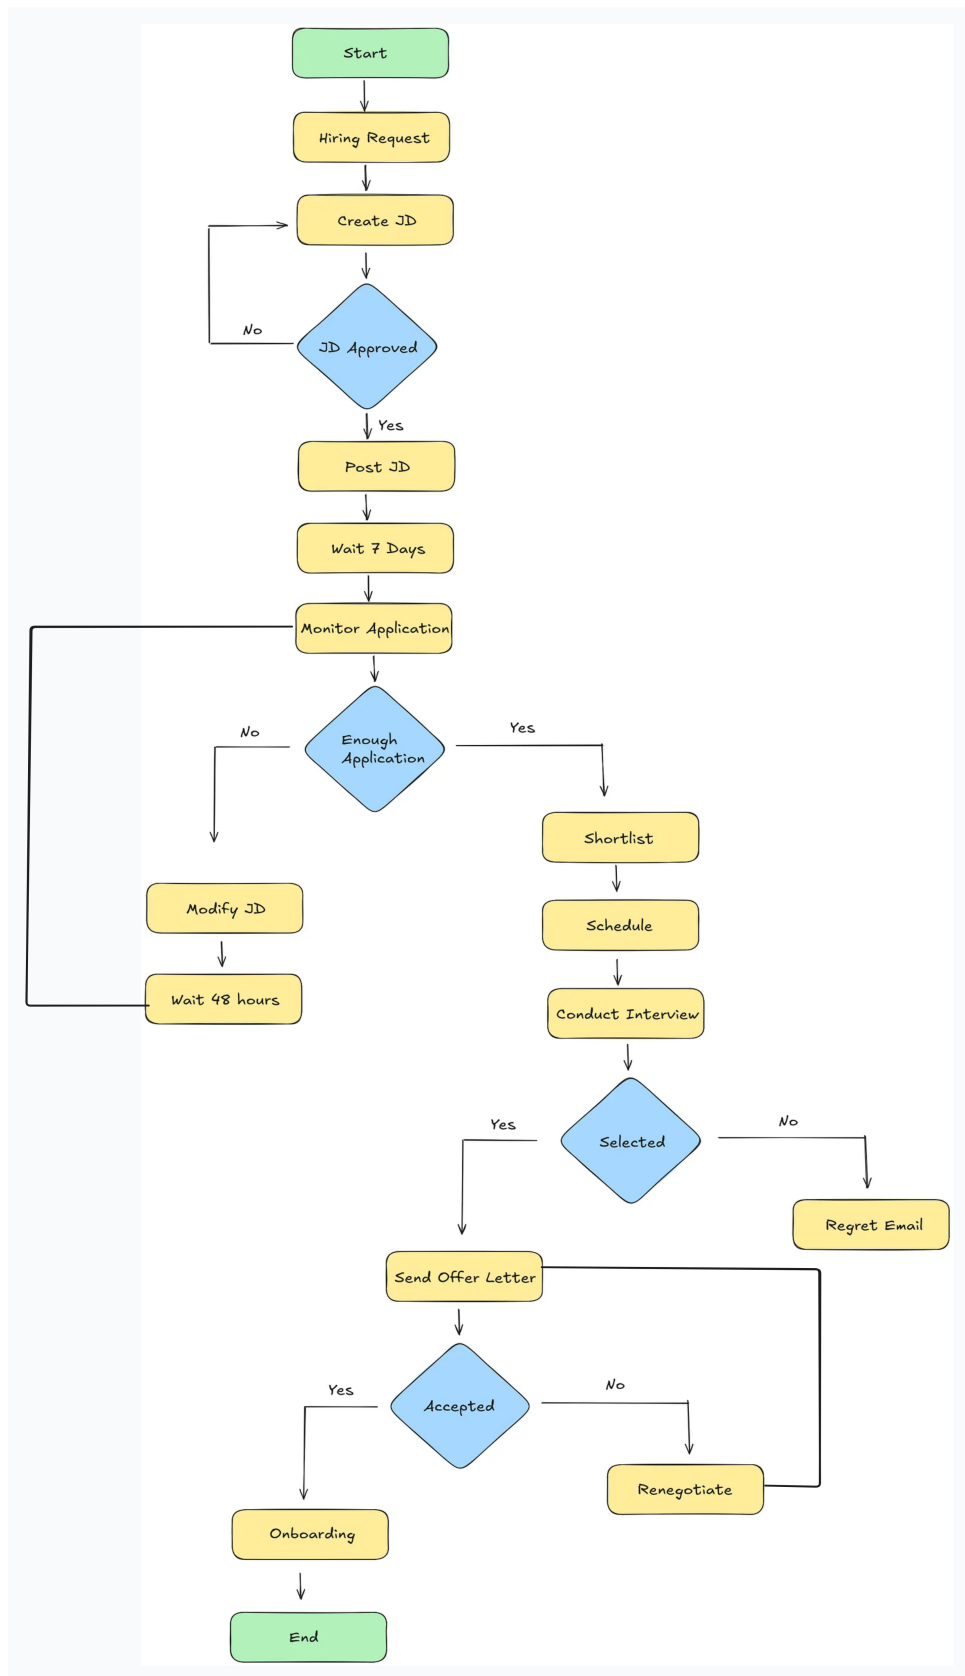 Start
Hiring Request
Create JD
No
JD Approved
Yes
Post JD
Wait 7 Days
Monitor Application
No
Enough
Application
Yes
Shortlist
Modify JD
Schedule
Wait 48 hours
Conduct Interview
Yes
Selected
No
Regret Email
Send Offer Letter
Yes
Accepted
No
Renegotiate
Onboarding
End